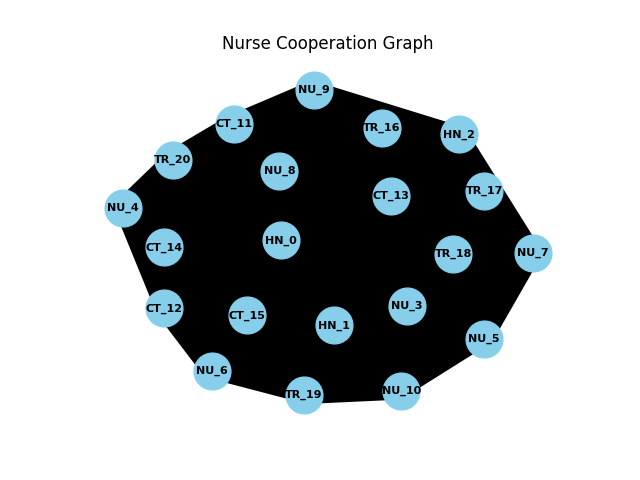 Nurse Cooperation Graph
NU_9
CT_11
TR_16
HN_2
TR_20
NU_8
TR_17
CT_13
NU_4
HN_0
CT_14
TR_18
NU_7
CT_12
NU_3
CT_15
HN_1
NU_5
NU_6
NU_10
TR_19